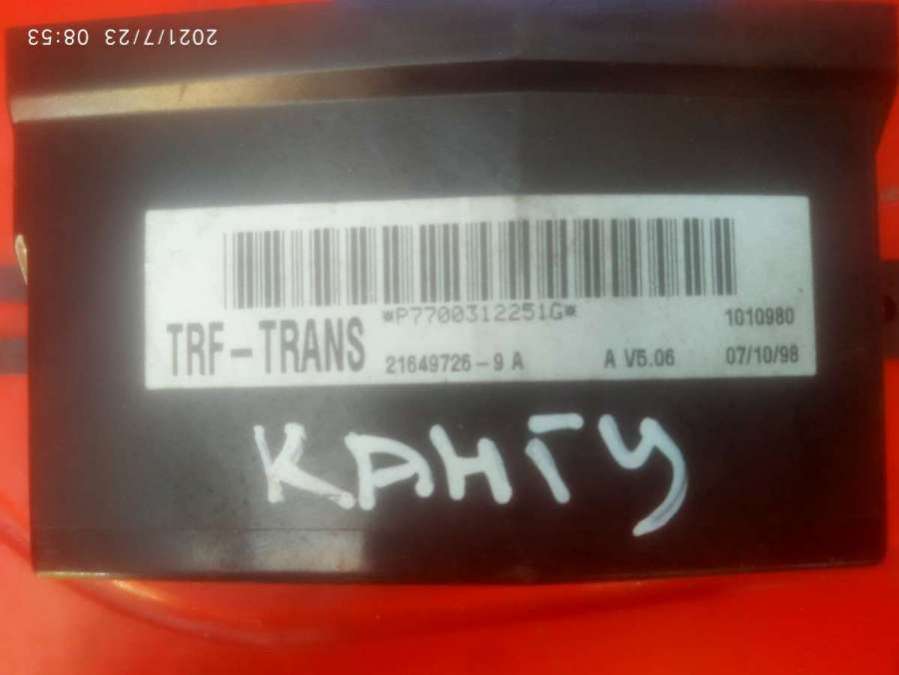 2021/7/23 08:53
*P7700312251G*
1010980
TRF-TRANS
21649726-9 A
A V5.06
07/10/98
КАНГУ